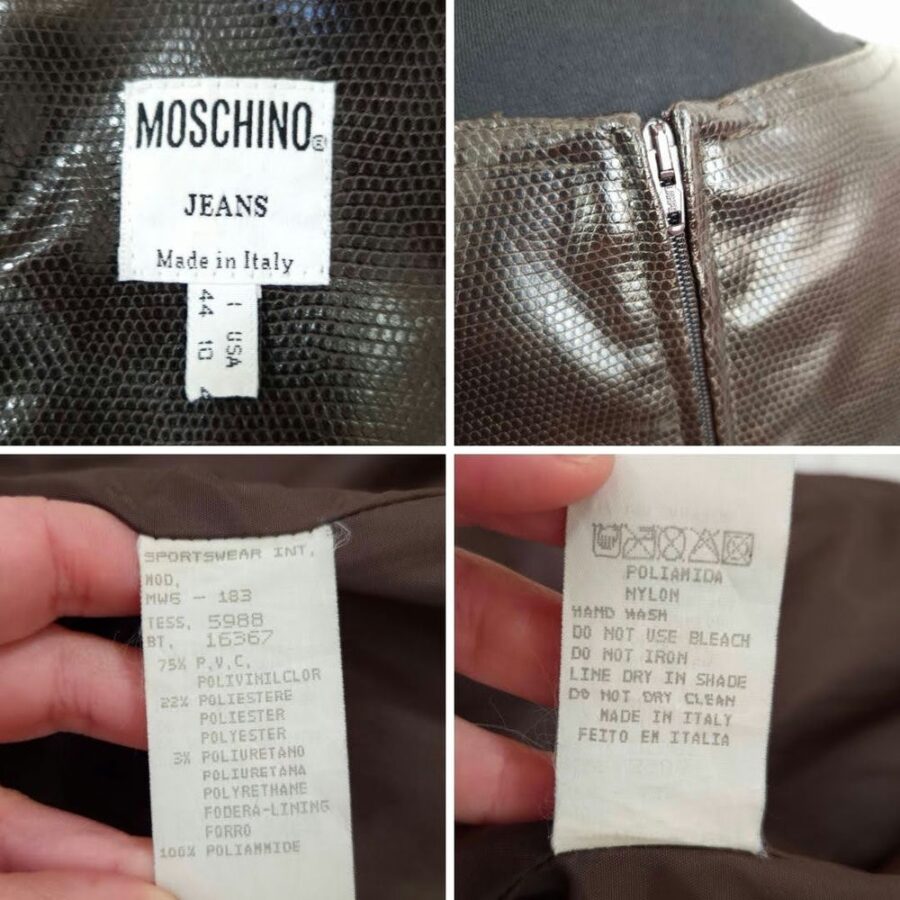 MOSCHINO®
JEANS
Made in Italy
I USA
44 10
SPORTSWEAR INT.
MOD.
MW6 - 183
TESS. 5988
BT. 16367
75% P.V.C.
POLIVINILCLOR
22% POLIESTERE
POLIESTER
POLYESTER
3% POLIURETANO
POLIURETANA
POLYRETHANE
FODERA-LINING
FORRO
100% POLIAMMIDE
POLIAMIDA
NYLON
HAND WASH
DO NOT USE BLEACH
DO NOT IRON
LINE DRY IN SHADE
DO NOT DRY CLEAN
MADE IN ITALY
FEITO EM ITALIA